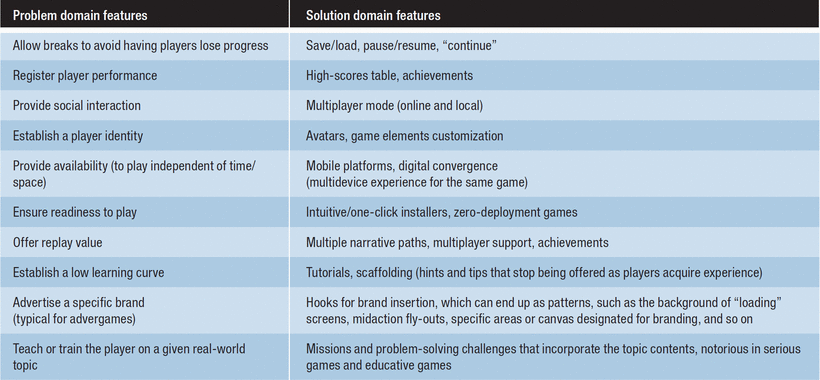 Problem domain features
Solution domain features
Allow breaks to avoid having players lose progress
Save/load, pause/resume, “continue”
Register player performance
High-scores table, achievements
Provide social interaction
Multiplayer mode (online and local)
Establish a player identity
Avatars, game elements customization
Provide availability (to play independent of time/
space)
Mobile platforms, digital convergence
(multidevice experience for the same game)
Ensure readiness to play
Intuitive/one-click installers, zero-deployment games
Offer replay value
Multiple narrative paths, multiplayer support, achievements
Establish a low learning curve
Tutorials, scaffolding (hints and tips that stop being offered as players acquire experience)
Advertise a specific brand
(typical for advergames)
Hooks for brand insertion, which can end up as patterns, such as the background of “loading”
screens, midaction fly-outs, specific areas or canvas designated for branding, and so on
Teach or train the player on a given real-world
topic
Missions and problem-solving challenges that incorporate the topic contents, notorious in serious
games and educative games